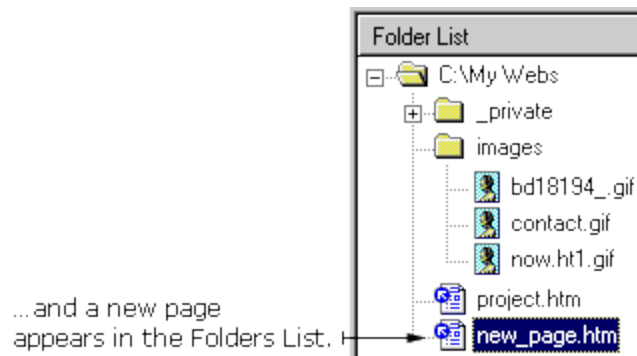 Folder List
C:\My Webs
_private
images
bd18194_.gif
contact.gif
now.ht1.gif
project.htm
...and a new page
appears in the Folders List.
new_page.htm